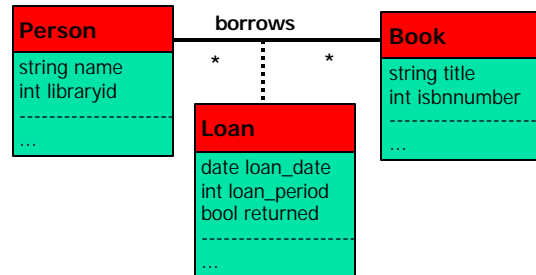 Person
string name
int libraryid
...
borrows
*
*
Book
string title
int isbnnumber
...
Loan
date loan_date
int loan_period
bool returned
...